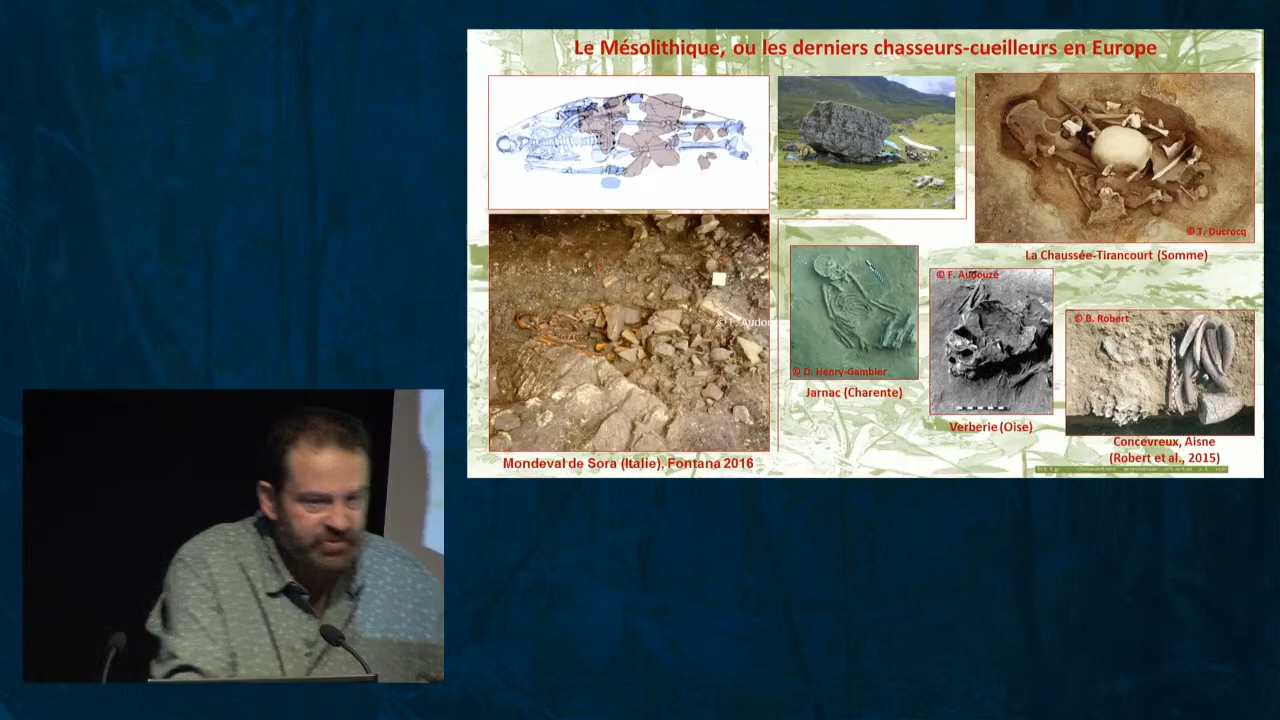 Le Mésolithique, ou les derniers chasseurs-cueilleurs en Europe
© T. Ducrocq
La Chaussée-Tirancourt (Somme)
© F. Audouze
© F. Audou
© B. Robert
© D. Henry-Gambier
Jarnac (Charente)
Verberie (Oise)
Concevreux, Aisne
(Robert et al., 2015)
Mondeval de Sora (Italie), Fontana 2016